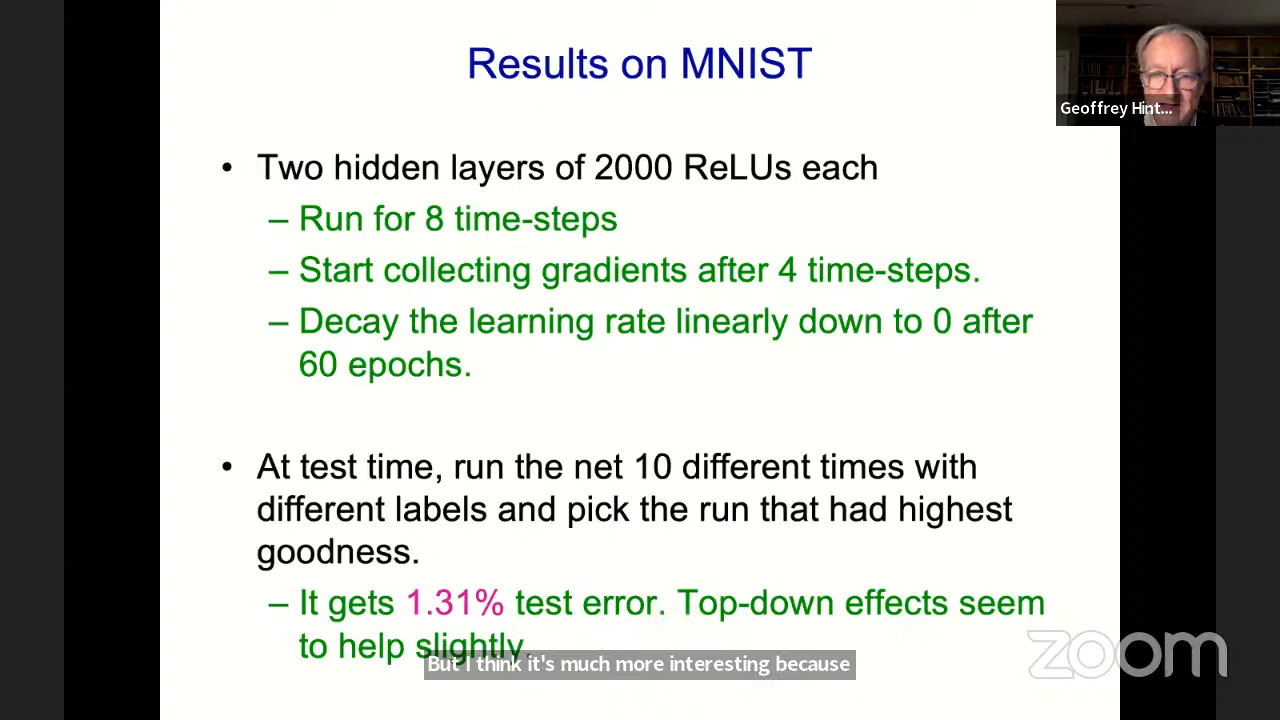 Results on MNIST
Geoffrey Hint...
• Two hidden layers of 2000 ReLUs each
– Run for 8 time-steps
– Start collecting gradients after 4 time-steps.
– Decay the learning rate linearly down to 0 after
60 epochs.
• At test time, run the net 10 different times with
different labels and pick the run that had highest
goodness.
– It gets 1.31% test error. Top-down effects seem
to help slightly.
But I think it's much more interesting because
zoom